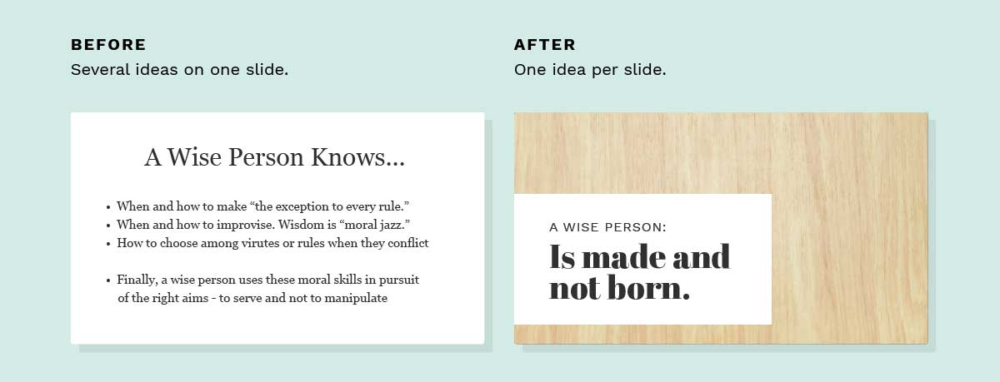 BEFORE
Several ideas on one slide.
A Wise Person Knows...
• When and how to make “the exception to every rule.”
• When and how to improvise. Wisdom is “moral jazz.”
• How to choose among virutes or rules when they conflict
• Finally, a wise person uses these moral skills in pursuit
of the right aims - to serve and not to manipulate
AFTER
One idea per slide.
A WISE PERSON:
Is made and
not born.